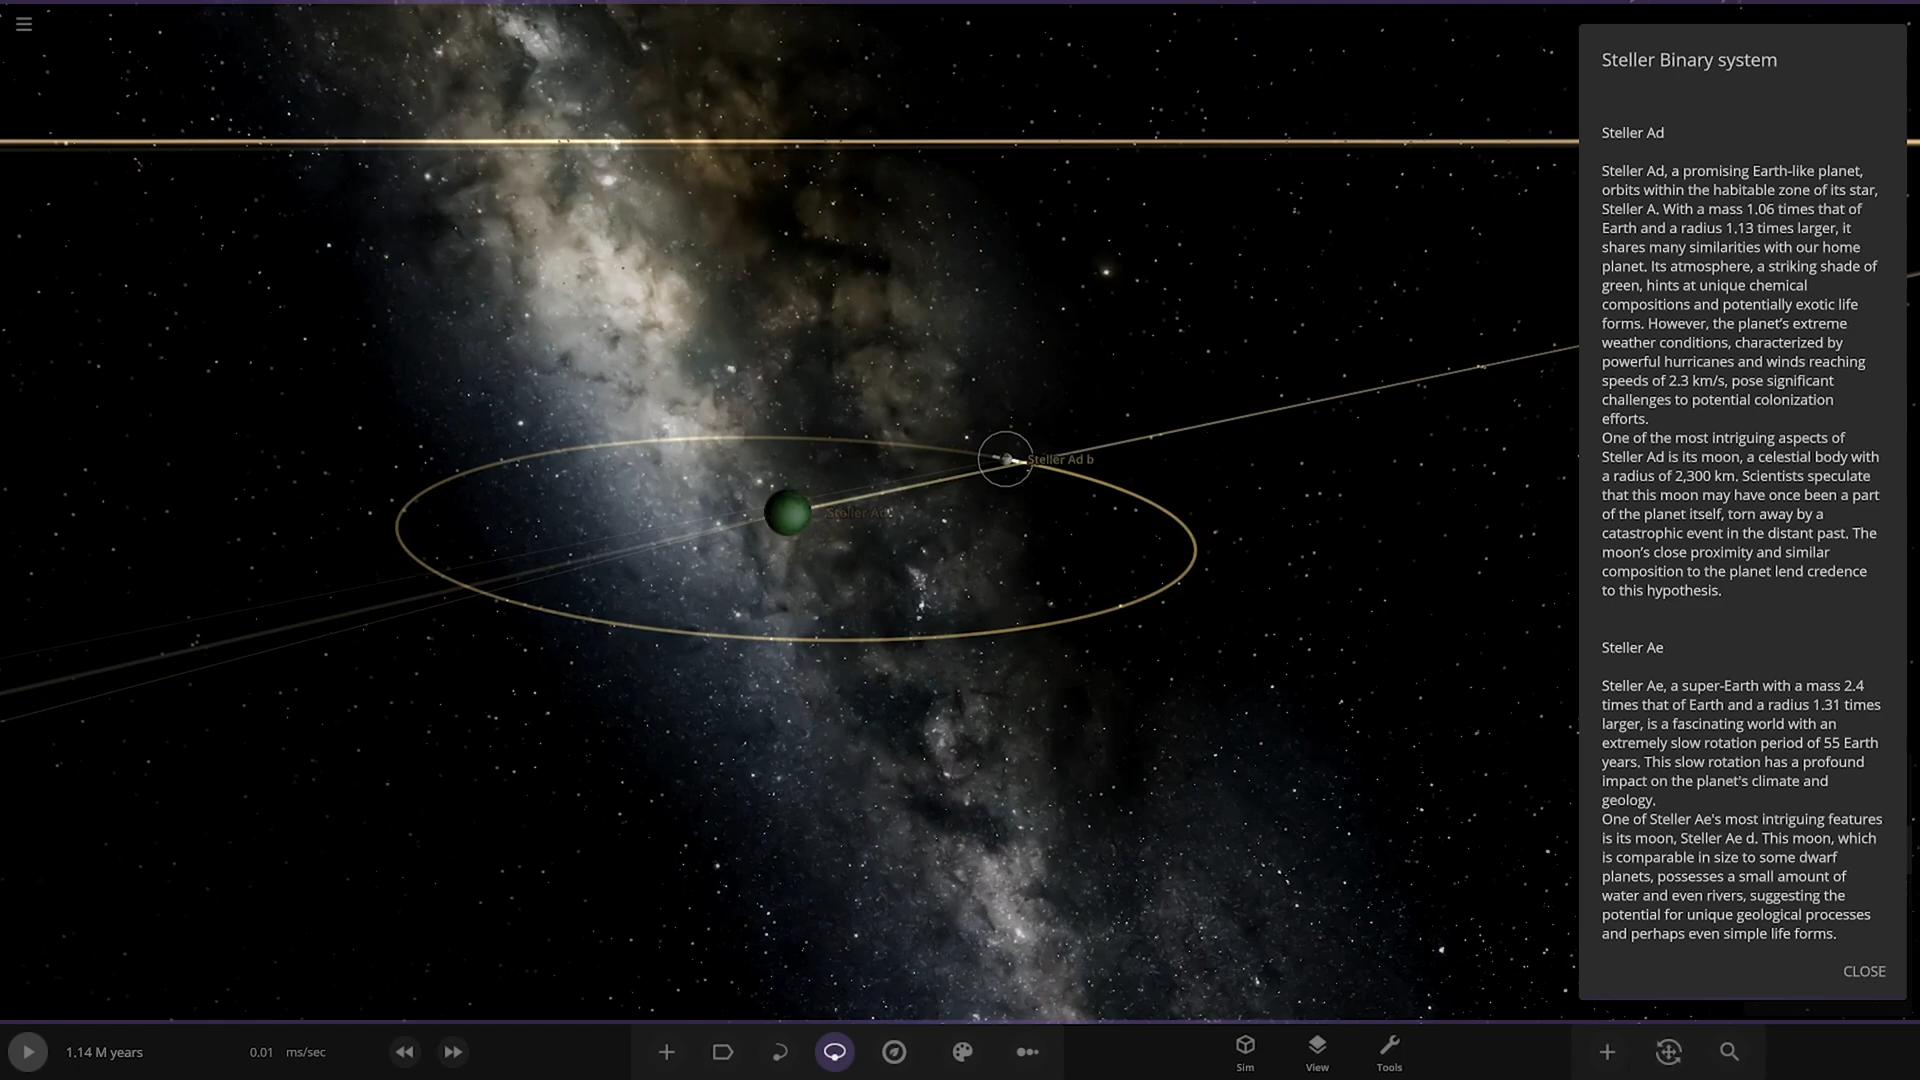 Steller Binary system
Steller Ad
Steller Ad, a promising Earth-like planet,
orbits within the habitable zone of its star,
Steller A. With a mass 1.06 times that of
Earth and a radius 1.13 times larger, it
shares many similarities with our home
planet. Its atmosphere, a striking shade of
green, hints at unique chemical
compositions and potentially exotic life
forms. However, the planet’s extreme
weather conditions, characterized by
powerful hurricanes and winds reaching
speeds of 2.3 km/s, pose significant
challenges to potential colonization
efforts.
One of the most intriguing aspects of
Steller Ad is its moon, a celestial body with
a radius of 2,300 km. Scientists speculate
that this moon may have once been a part
of the planet itself, torn away by a
catastrophic event in the distant past. The
moon’s close proximity and similar
composition to the planet lend credence
to this hypothesis.
Steller Ae
Steller Ae, a super-Earth with a mass 2.4
times that of Earth and a radius 1.31 times
larger, is a fascinating world with an
extremely slow rotation period of 55 Earth
years. This slow rotation has a profound
impact on the planet's climate and
geology.
One of Steller Ae's most intriguing features
is its moon, Steller Ae d. This moon, which
is comparable in size to some dwarf
planets, possesses a small amount of
water and even rivers, suggesting the
potential for unique geological processes
and perhaps even simple life forms.
CLOSE
Steller Ad b
Steller Ad
1.14 M years
0.01 ms/sec
Sim
View
Tools